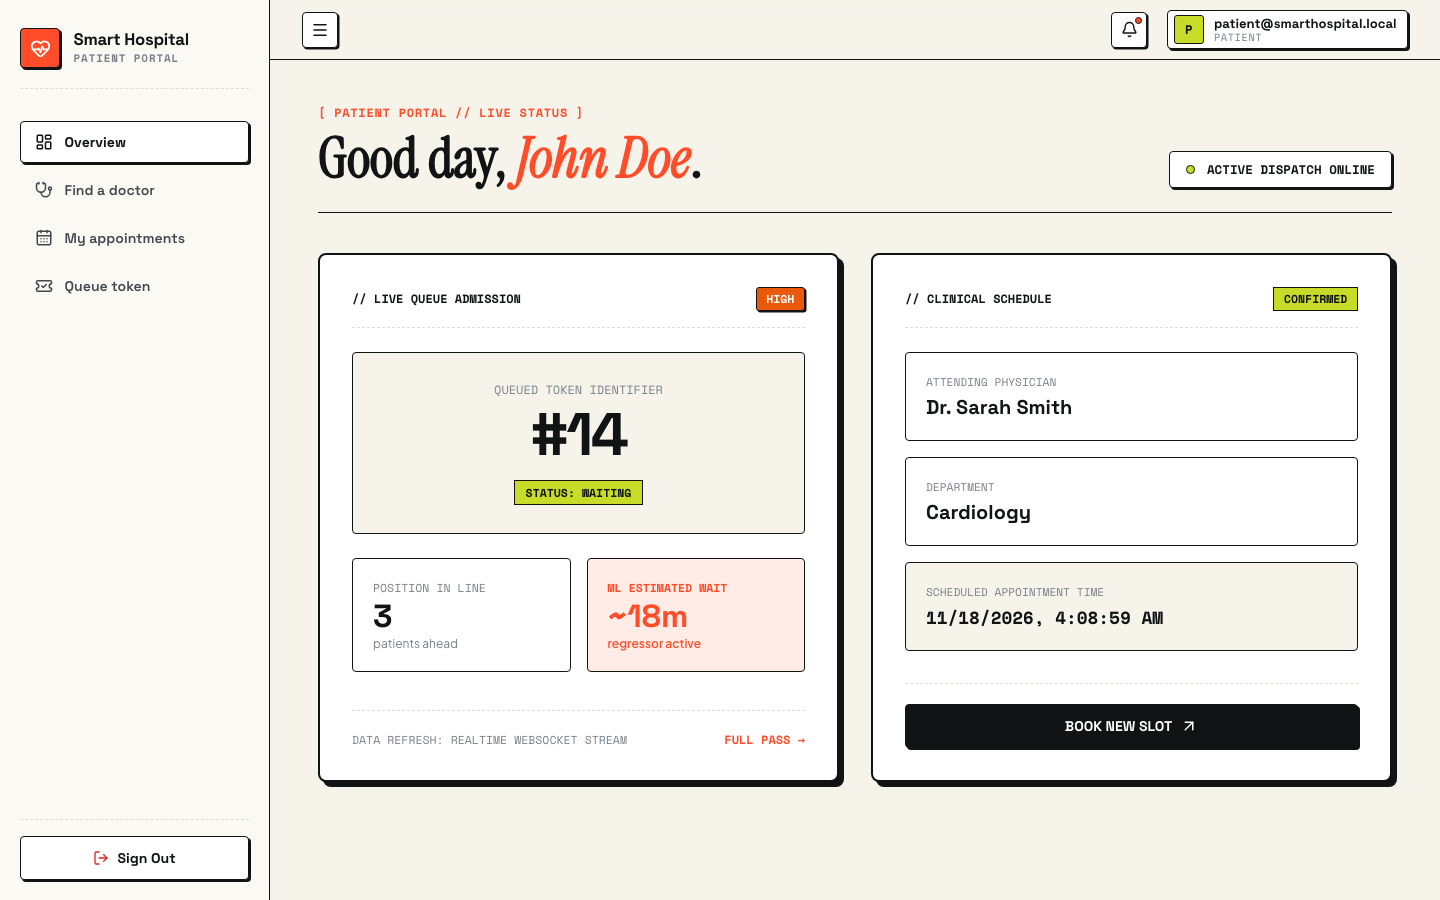 Smart Hospital
PATIENT PORTAL
Overview
Find a doctor
My appointments
Queue token
Sign Out
P
patient@smarthospital.local
PATIENT
[ PATIENT PORTAL // LIVE STATUS ]
Good day, John Doe.
ACTIVE DISPATCH ONLINE
// LIVE QUEUE ADMISSION
HIGH
QUEUED TOKEN IDENTIFIER
#14
STATUS: WAITING
POSITION IN LINE
3
patients ahead
ML ESTIMATED WAIT
~18m
regressor active
DATA REFRESH: REALTIME WEBSOCKET STREAM
FULL PASS →
// CLINICAL SCHEDULE
CONFIRMED
ATTENDING PHYSICIAN
Dr. Sarah Smith
DEPARTMENT
Cardiology
SCHEDULED APPOINTMENT TIME
11/18/2026, 4:08:59 AM
BOOK NEW SLOT